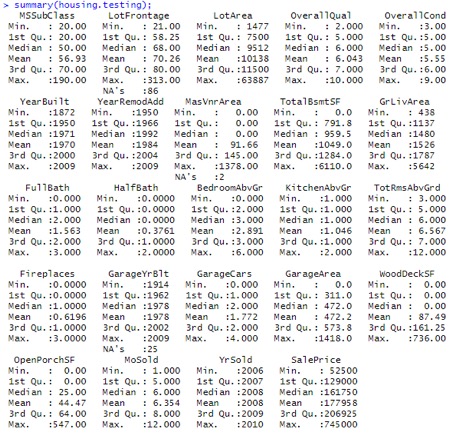 > summary(housing.testing);
MSSubClass LotFrontage LotArea OverallQual OverallCond
Min. : 20.00 Min. : 21.00 Min. : 1477 Min. : 2.000 Min. :3.00
1st Qu.: 20.00 1st Qu.: 58.25 1st Qu.: 7500 1st Qu.: 5.000 1st Qu.:5.00
Median : 50.00 Median : 68.00 Median : 9512 Median : 6.000 Median :5.00
Mean : 56.93 Mean : 70.26 Mean :10138 Mean : 6.043 Mean :5.55
3rd Qu.: 70.00 3rd Qu.: 80.00 3rd Qu.:11500 3rd Qu.: 7.000 3rd Qu.:6.00
Max. :190.00 Max. :313.00 Max. :63887 Max. :10.000 Max. :9.00
NA's :86
YearBuilt YearRemodAdd MasVnrArea TotalBsmtSF GrLivArea
Min. :1872 Min. :1950 Min. : 0.00 Min. : 0.0 Min. : 438
1st Qu.:1950 1st Qu.:1966 1st Qu.: 0.00 1st Qu.: 791.8 1st Qu.:1137
Median :1971 Median :1992 Median : 0.00 Median : 959.5 Median :1480
Mean :1970 Mean :1984 Mean : 91.66 Mean :1049.0 Mean :1526
3rd Qu.:2000 3rd Qu.:2004 3rd Qu.: 145.00 3rd Qu.:1284.0 3rd Qu.:1787
Max. :2009 Max. :2009 Max. :1378.00 Max. :6110.0 Max. :5642
NA's :2
FullBath HalfBath BedroomAbvGr KitchenAbvGr TotRmsAbvGrd
Min. :0.000 Min. :0.0000 Min. :0.000 Min. :0.000 Min. : 3.000
1st Qu.:1.000 1st Qu.:0.0000 1st Qu.:2.000 1st Qu.:1.000 1st Qu.: 5.000
Median :2.000 Median :0.0000 Median :3.000 Median :1.000 Median : 6.000
Mean :1.563 Mean :0.3761 Mean :2.891 Mean :1.046 Mean : 6.567
3rd Qu.:2.000 3rd Qu.:1.0000 3rd Qu.:3.000 3rd Qu.:1.000 3rd Qu.: 7.000
Max. :3.000 Max. :2.0000 Max. :6.000 Max. :2.000 Max. :12.000
Fireplaces GarageYrBlt GarageCars GarageArea WoodDeckSF
Min. :0.0000 Min. :1914 Min. :0.000 Min. : 0.0 Min. : 0.00
1st Qu.:0.0000 1st Qu.:1962 1st Qu.:1.000 1st Qu.: 311.0 1st Qu.: 0.00
Median :1.0000 Median :1978 Median :2.000 Median : 472.0 Median : 0.00
Mean :0.6196 Mean :1978 Mean :1.772 Mean : 472.2 Mean : 87.49
3rd Qu.:1.0000 3rd Qu.:2002 3rd Qu.:2.000 3rd Qu.: 573.8 3rd Qu.:161.25
Max. :3.0000 Max. :2009 Max. :4.000 Max. :1418.0 Max. :736.00
NA's :25
OpenPorchSF MoSold YrSold SalePrice
Min. : 0.00 Min. : 1.000 Min. :2006 Min. : 52500
1st Qu.: 0.00 1st Qu.: 5.000 1st Qu.:2007 1st Qu.:129000
Median : 25.00 Median : 6.000 Median :2008 Median :161750
Mean : 44.47 Mean : 6.354 Mean :2008 Mean :177958
3rd Qu.: 64.00 3rd Qu.: 8.000 3rd Qu.:2009 3rd Qu.:206925
Max. :547.00 Max. :12.000 Max. :2010 Max. :745000